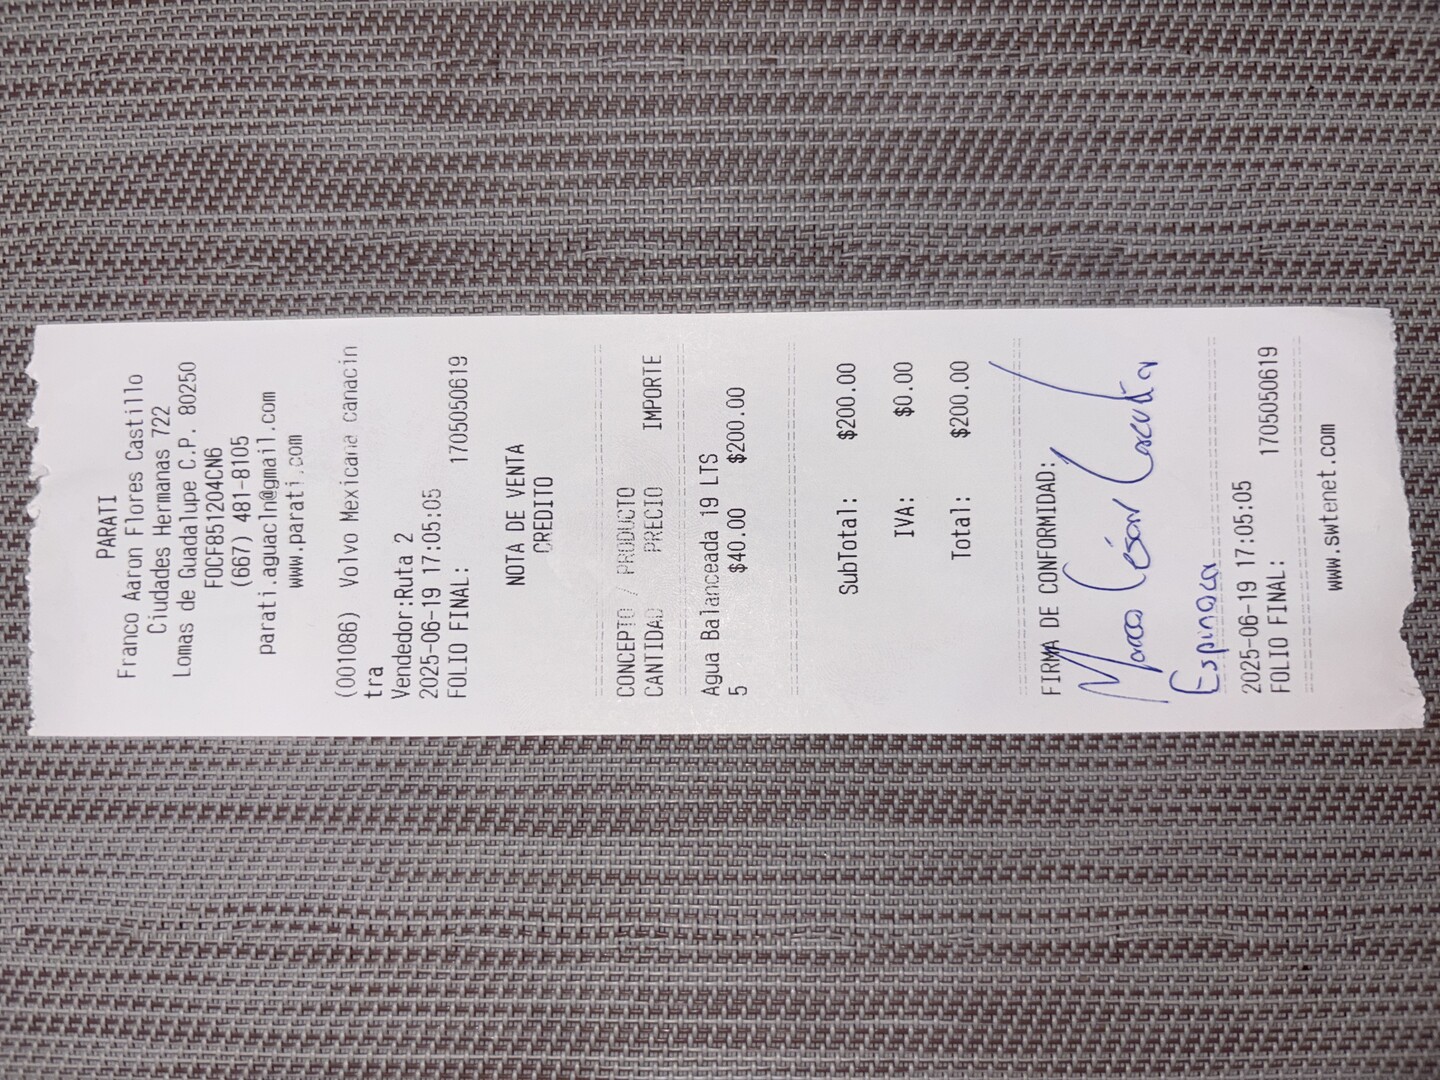 PARATI
Franco Aaron Flores Castillo
Ciudades Hermanas 722
Lomas de Guadalupe C.P. 80250
FOCF851204CN6
(667) 481-8105
parati.aguacln@gmail.com
www.parati.com
(001086) Volvo Mexicana canacin
tra
Vendedor:Ruta 2
2025-06-19 17:05:05
FOLIO FINAL: 1705050619
NOTA DE VENTA
CREDITO
CONCEPTO / PRODUCTO
CANTIDAD PRECIO IMPORTE
Agua Balanceada 19 LTS
5 $40.00 $200.00
SubTotal: $200.00
IVA: $0.00
Total: $200.00
FIRMA DE CONFORMIDAD:
Marco César
Espinoza
2025-06-19 17:05:05
FOLIO FINAL: 1705050619
www.swtenet.com